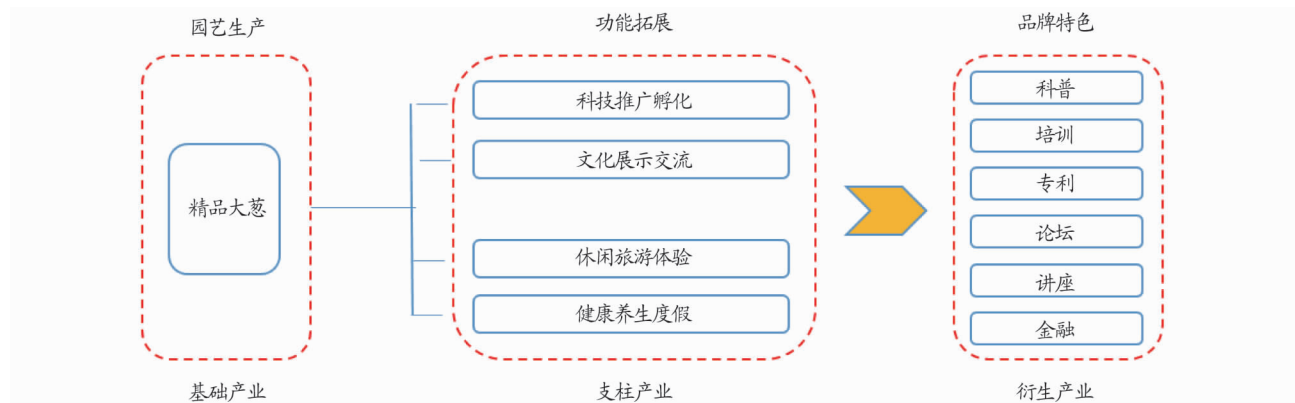 园艺生产
功能拓展
品牌特色
精品大葱
科技推广孵化
文化展示交流
休闲旅游体验
健康养生度假
科普
培训
专利
论坛
讲座
金融
基础产业
支柱产业
衍生产业